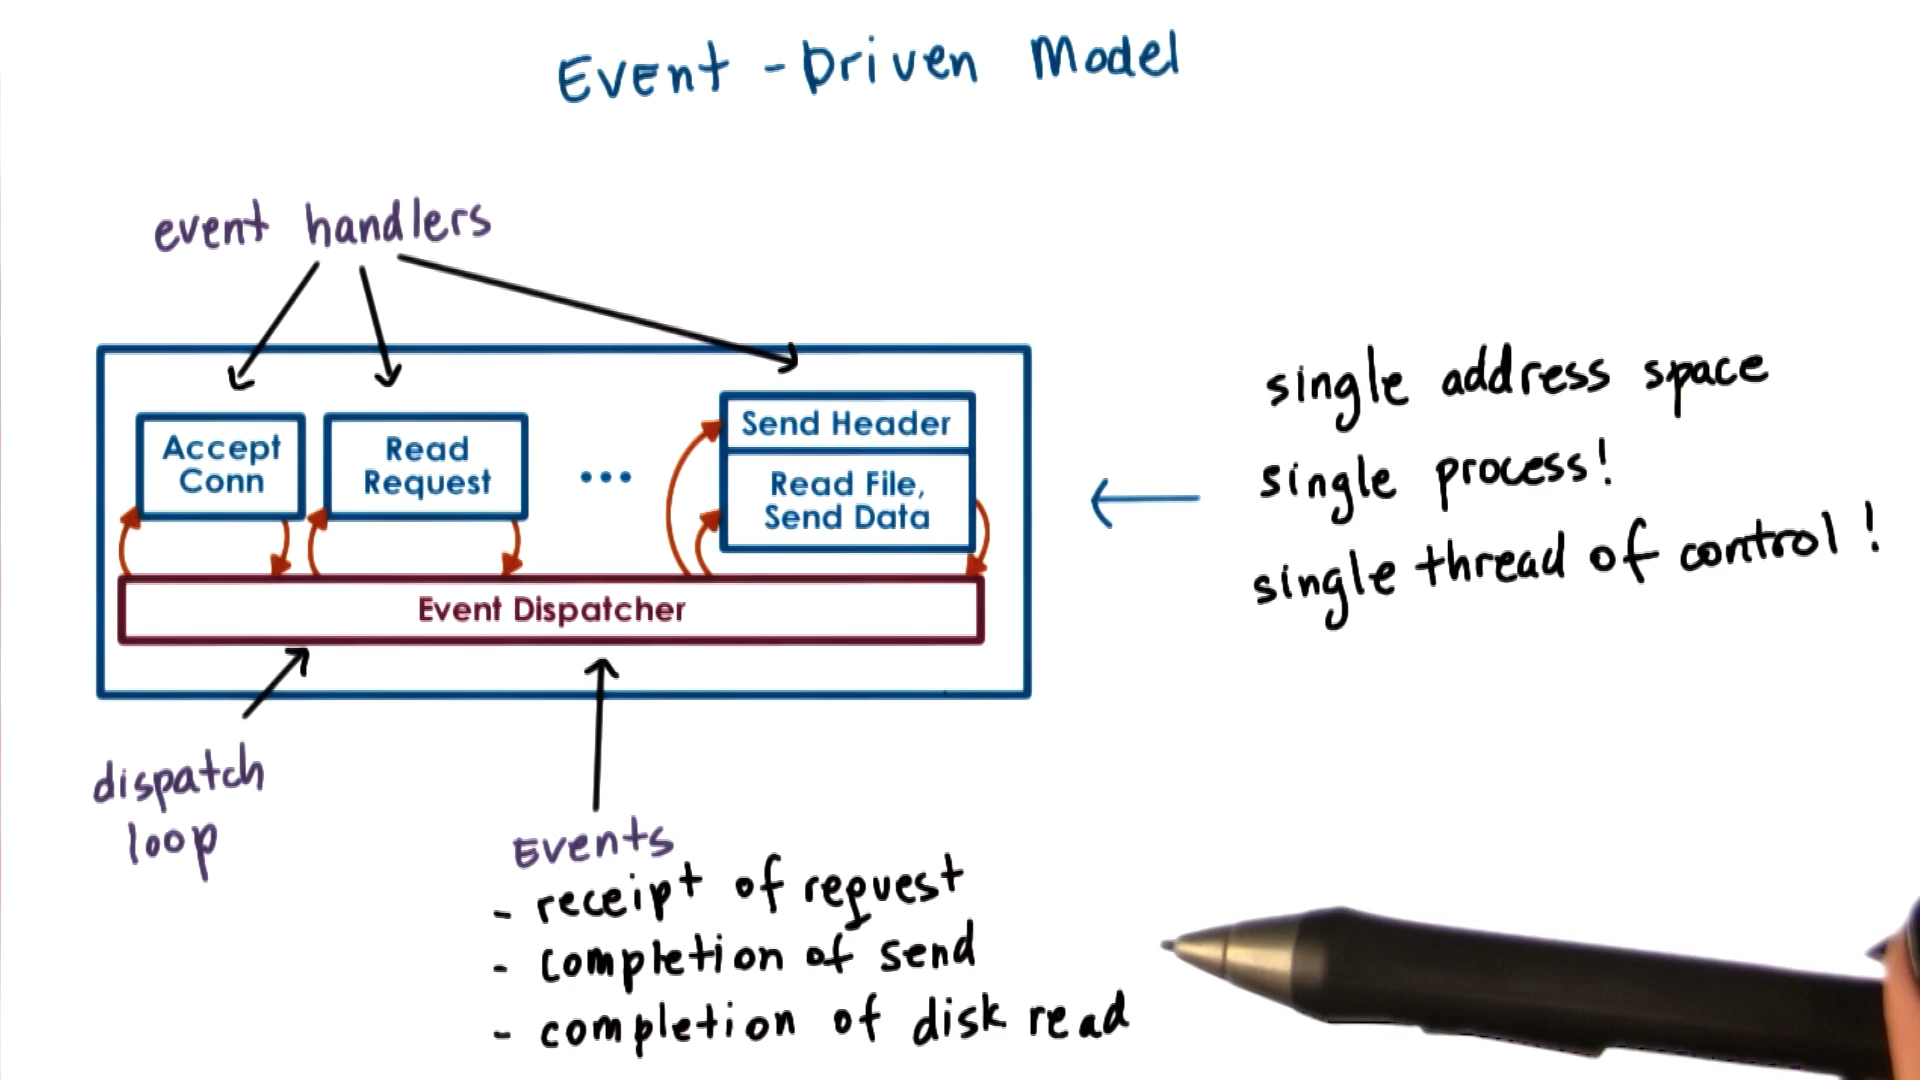 Event-Driven Model
event handlers
Accept
Conn
Read
Request
...
Send Header
Read File,
Send Data
Event Dispatcher
single address space
single process!
single thread of control!
dispatch
loop
Events
- receipt of request
- completion of send
- completion of disk read